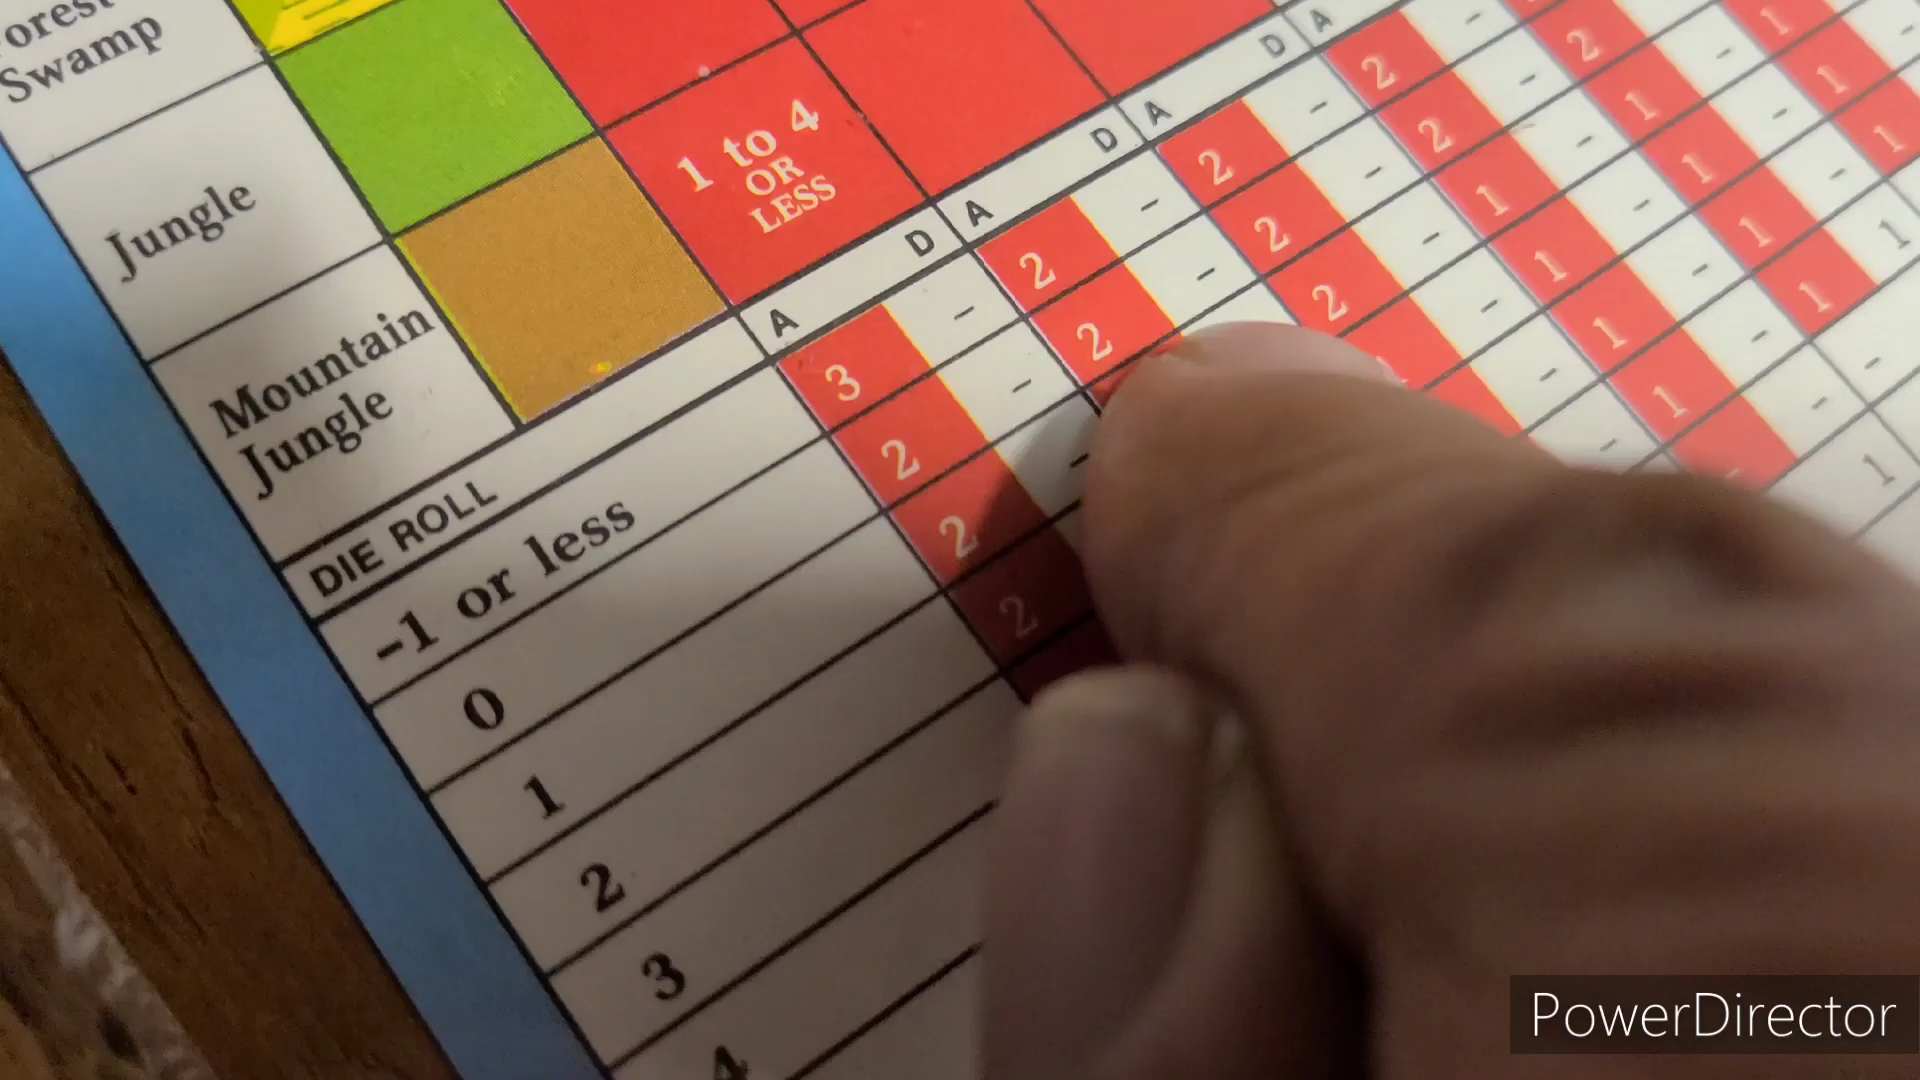 Swamp
Jungle
Mountain
Jungle
1 to 4
OR
LESS
DIE ROLL A D A D A D A
-1 or less 3 - 2 - 2 - 2 -
0 2 - 2 - 2 - 2 - 2
1 2 - 2 - 1 - 1 - 1
2 2 - 1 - 1 - 1 -
3 - 1 - 1 - 1
4 - 1 - 1 1
- -
1
PowerDirector